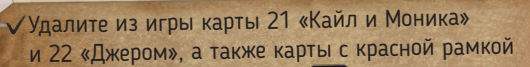 ✓Удалите из игры карты 21 «Кайл и Моника»
и 22 «Джером», а также карты с красной рамкой